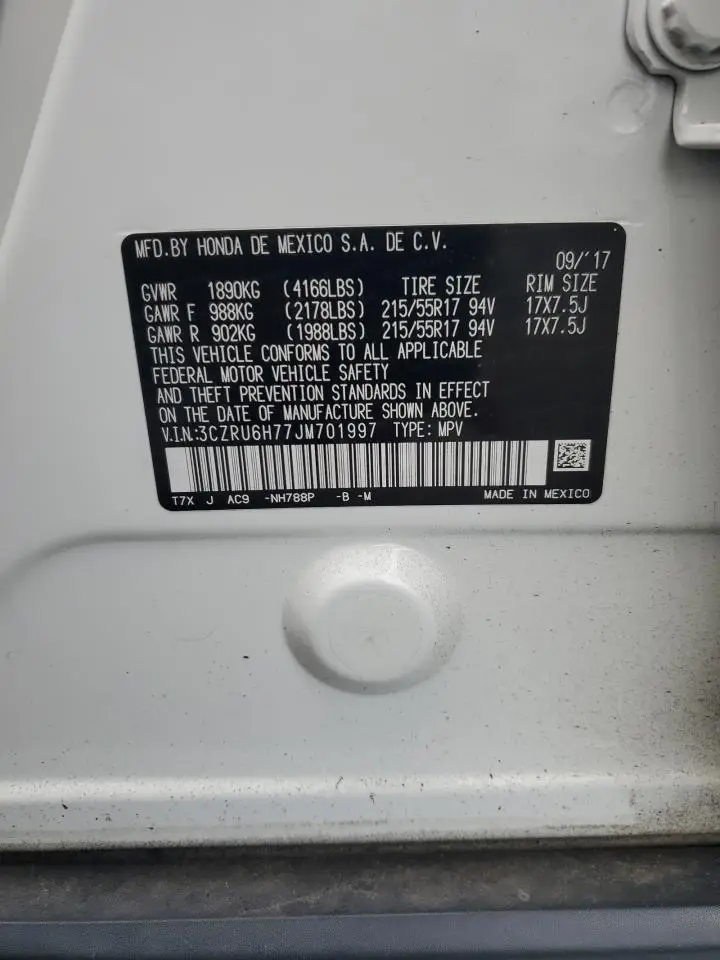 MFD.BY HONDA DE MEXICO S.A. DE C.V.
09/'17
GVWR 1890KG (4166LBS) TIRE SIZE RIM SIZE
GAWR F 988KG (2178LBS) 215/55R17 94V 17X7.5J
GAWR R 902KG (1988LBS) 215/55R17 94V 17X7.5J
THIS VEHICLE CONFORMS TO ALL APPLICABLE
FEDERAL MOTOR VEHICLE SAFETY
AND THEFT PREVENTION STANDARDS IN EFFECT
ON THE DATE OF MANUFACTURE SHOWN ABOVE.
V.I.N.:3CZRU6H77JM701997 TYPE: MPV
T7X J AC9 -NH788P -B -M MADE IN MEXICO